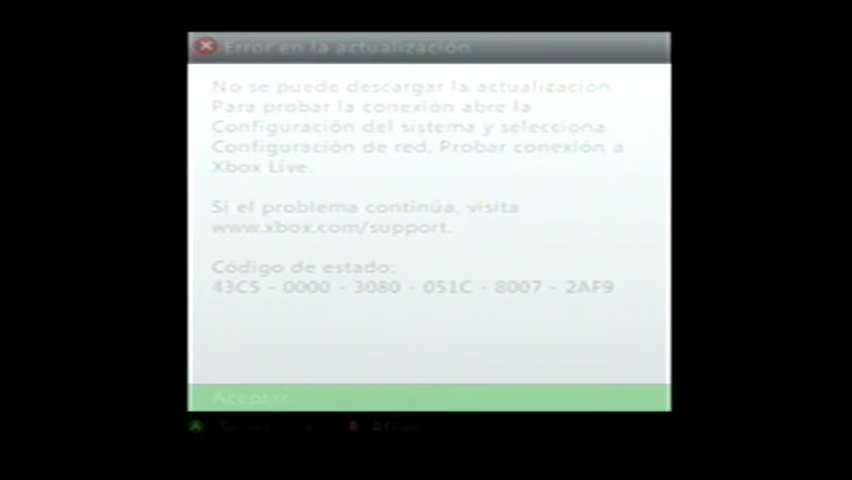 Error en la actualización
No se puede descargar la actualización.
Para probar la conexión abre la
Configuración del sistema y selecciona
Configuración de red, Probar conexión a
Xbox Live.
Si el problema continúa, visita
www.xbox.com/support.
Código de estado:
43C5 - 0000 - 3080 - 051C - 8007 - 2AF9
Aceptar
A B Atrás